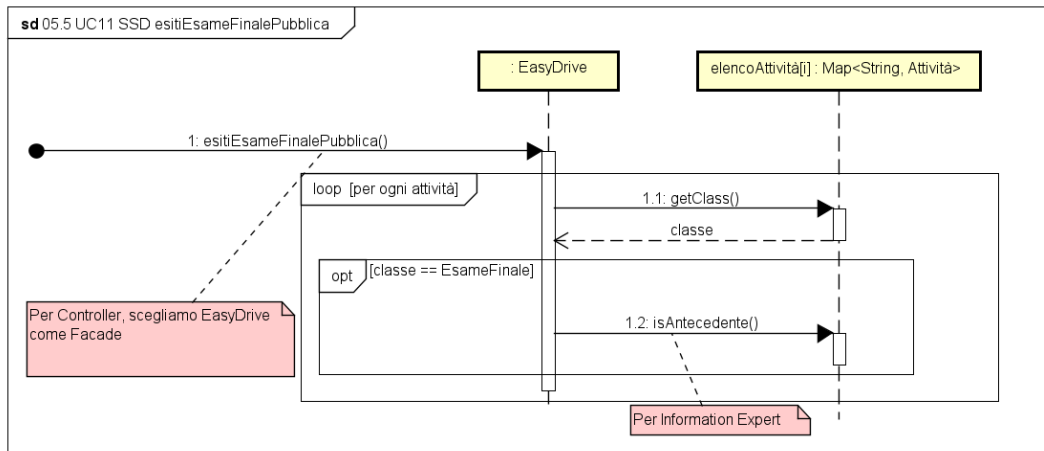 sd 05.5 UC11 SSD esitiEsameFinalePubblica
: EasyDrive
elencoAttività[i] : Map<String, Attività>
1: esitiEsameFinalePubblica()
loop [per ogni attività]
1.1: getClass()
classe
opt [classe == EsameFinale]
Per Controller, scegliamo EasyDrive
come Facade
1.2: isAntecedente()
Per Information Expert